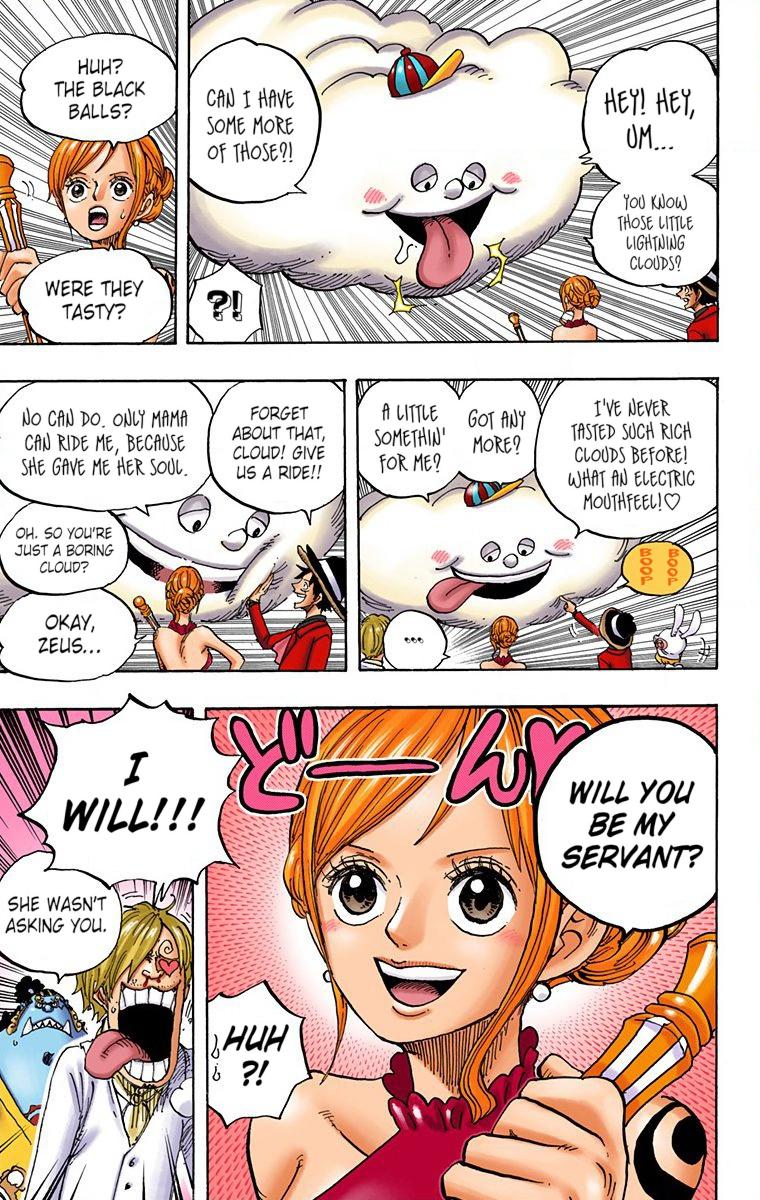 HEY! HEY,
UM...
YOU KNOW
THOSE LITTLE
LIGHTNING
CLOUDS?
CAN I HAVE
SOME MORE
OF THOSE?!
?!
HUH?
THE BLACK
BALLS?
WERE THEY
TASTY?
I'VE NEVER
TASTED SUCH RICH
CLOUDS BEFORE!
WHAT AN ELECTRIC
MOUTHFEEL!♡
GOT ANY
MORE?
A LITTLE
SOMETHIN'
FOR ME?
BOOP
BOOP
...
FORGET
ABOUT THAT,
CLOUD! GIVE
US A RIDE!!
NO CAN DO. ONLY MAMA
CAN RIDE ME, BECAUSE
SHE GAVE ME HER SOUL.
OH. SO YOU'RE
JUST A BORING
CLOUD?
OKAY,
ZEUS...
WILL YOU
BE MY
SERVANT?
どーん♡
HUH
?!
I
WILL!!!
SHE WASN'T
ASKING YOU.